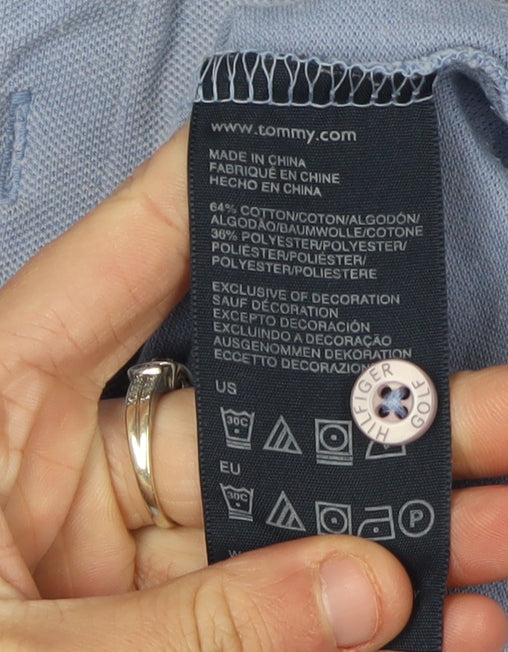 www.tommy.com
MADE IN CHINA
FABRIQUÉ EN CHINE
HECHO EN CHINA
64% COTTON/COTON/ALGODÓN/
ALGODÃO/BAUMWOLLE/COTONE
36% POLYESTER/POLYESTER/
POLIÉSTER/POLIÉSTER/
POLYESTER/POLIESTERE
EXCLUSIVE OF DECORATION
SAUF DÉCORATION
EXCEPTO DECORACIÓN
EXCLUINDO A DECORAÇÃO
AUSGENOMMEN DEKORATION
ECCETTO DECORAZION
HILFIGER GOLF
US
30C
EU
30C
P